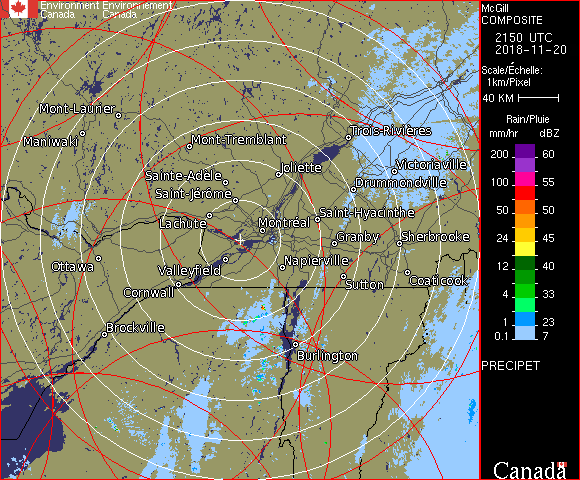 Environment Environnement
Canada Canada
McGill
COMPOSITE
2150 UTC
2018-11-20
Scale/Échelle:
1km/Pixel
40 KM
Rain/Pluie
mm/hr dBZ
200 60
100 55
50 50
24 45
12 40
4 33
1 23
0.1 7
PRECIPET
Canada
Mont-Laurier
Maniwaki
Mont-Tremblant
Trois-Rivières
Sainte-Adèle
Joliette
Victoriaville
Drummondville
Saint-Jérôme
Lachute
Montréal
Saint-Hyacinthe
Granby
Sherbrooke
Ottawa
Valleyfield
Napierville
Sutton
Coaticook
Cornwall
Brockville
Burlington